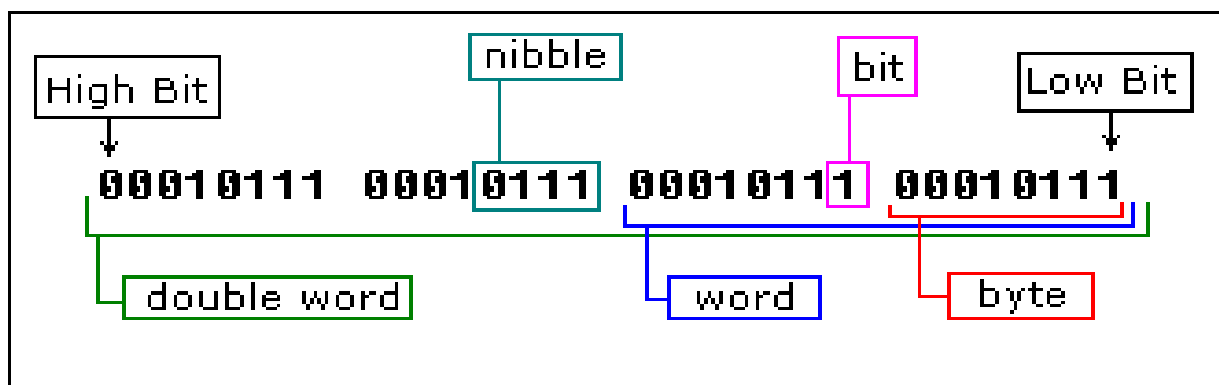 nibble
bit
High Bit
Low Bit
00010111 00010111 00010111 00010111
double word
word
byte